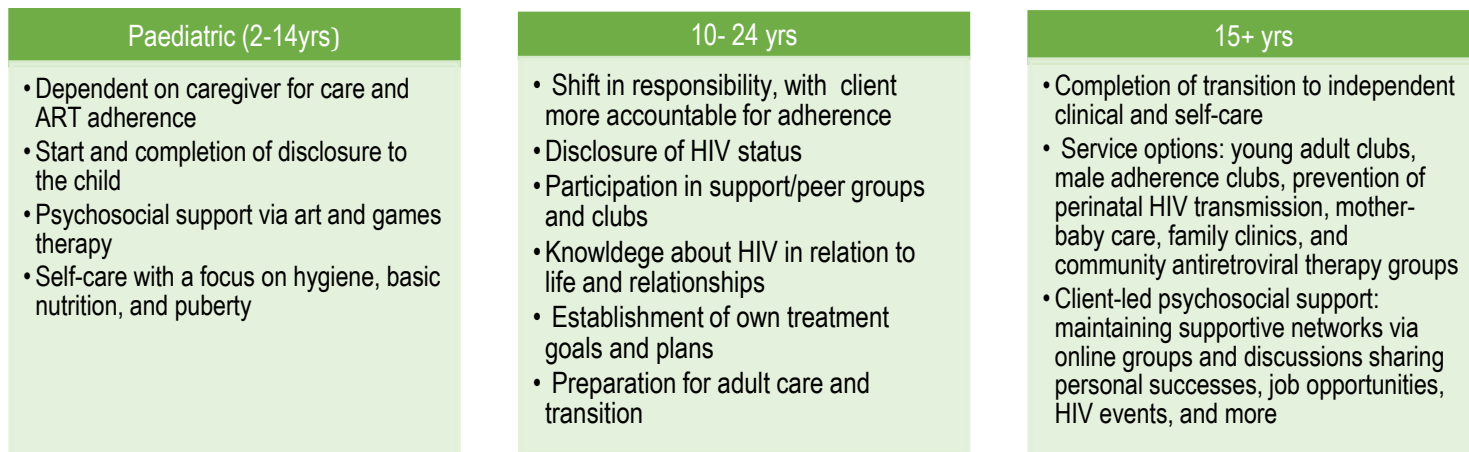 Paediatric (2-14yrs)
• Dependent on caregiver for care and
ART adherence
• Start and completion of disclosure to
the child
• Psychosocial support via art and games
therapy
• Self-care with a focus on hygiene, basic
nutrition, and puberty
10- 24 yrs
• Shift in responsibility, with client
more accountable for adherence
• Disclosure of HIV status
• Participation in support/peer groups
and clubs
• Knowldege about HIV in relation to
life and relationships
• Establishment of own treatment
goals and plans
• Preparation for adult care and
transition
15+ yrs
• Completion of transition to independent
clinical and self-care
• Service options: young adult clubs,
male adherence clubs, prevention of
perinatal HIV transmission, mother-
baby care, family clinics, and
community antiretroviral therapy groups
• Client-led psychosocial support:
maintaining supportive networks via
online groups and discussions sharing
personal successes, job opportunities,
HIV events, and more